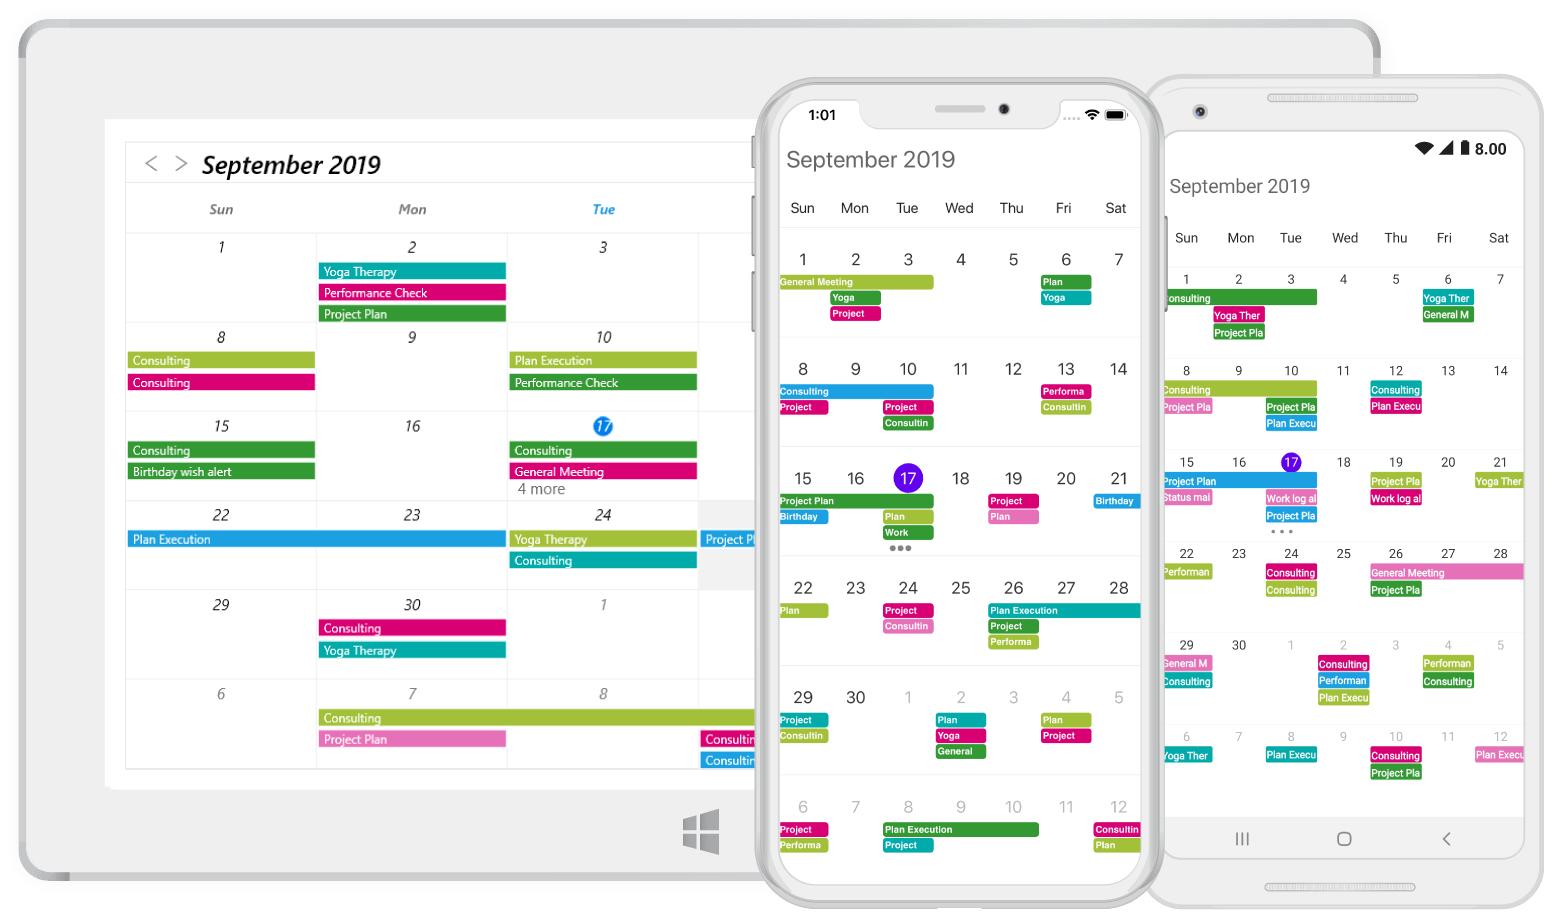 September 2019
Sun Mon Tue
1 2 3
Yoga Therapy
Performance Check
Project Plan
8 9 10
Consulting Plan Execution
Consulting Performance Check
15 16 17
Consulting Consulting
Birthday wish alert General Meeting
4 more
22 23 24
Plan Execution Yoga Therapy Project Pl
Consulting
29 30 1
Consulting
Yoga Therapy
6 7 8
Consulting
Project Plan Consultin
Consultin
1:01
September 2019
Sun Mon Tue Wed Thu Fri Sat
1 2 3 4 5 6 7
General Meeting Plan
Yoga Yoga
Project
8 9 10 11 12 13 14
Consulting Performa
Project Project Consultin
Consultin
15 16 17 18 19 20 21
Project Plan Project Birthday
Birthday Plan Plan
Work
22 23 24 25 26 27 28
Plan Project Plan Execution
Consultin Project
Performa
29 30 1 2 3 4 5
Project Plan Plan
Consultin Yoga Project
General
6 7 8 9 10 11 12
Project Plan Execution Consultin
Performa Project Plan
8.00
September 2019
Sun Mon Tue Wed Thu Fri Sat
1 2 3 4 5 6 7
onsulting Yoga Ther
Yoga Ther General M
Project Pla
8 9 10 11 12 13 14
Consulting Consulting
Project Pla Project Pla Plan Execu
Plan Execu
15 16 17 18 19 20 21
Project Plan Project Pla Yoga Ther
Status mai Work log al Work log al
Project Pla
22 23 24 25 26 27 28
Performan Consulting General Meeting
Consulting Project Pla
29 30 1 2 3 4 5
General M Consulting Performan
Consulting Performan Consulting
Plan Execu
6 7 8 9 10 11 12
Yoga Ther Plan Execu Consulting Plan Execu
Project Pla